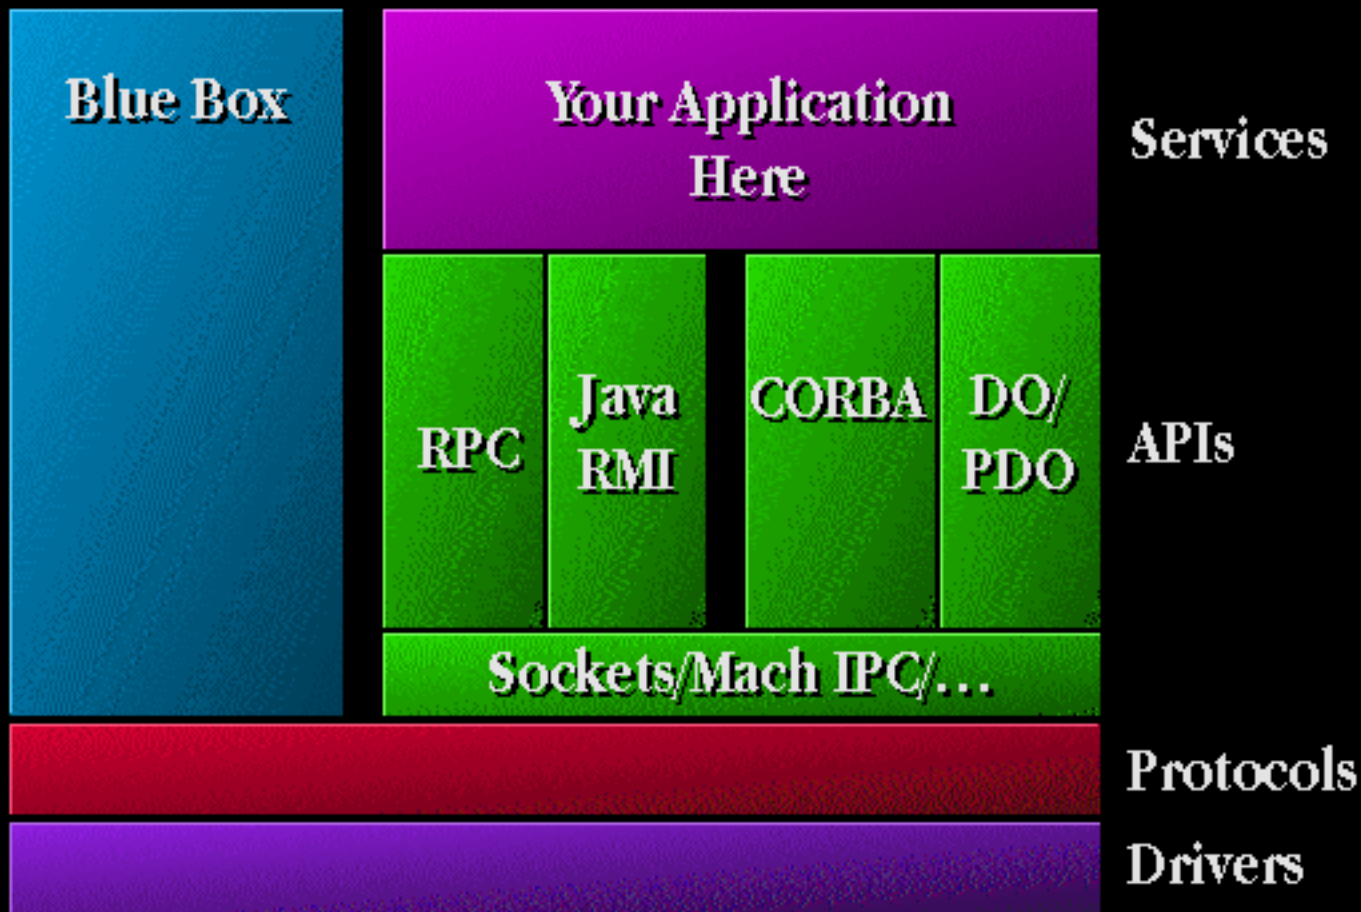 Blue Box
Your Application
Here
Services
RPC
Java
RMI
CORBA
DO/
PDO
APIs
Sockets/Mach IPC/...
Protocols
Drivers